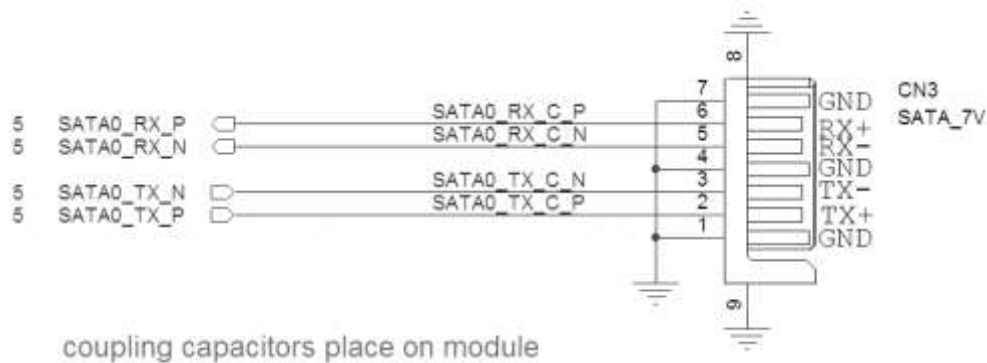 8
7
GND
CN3
SATA_7V
5 SATA0_RX_P SATA0_RX_C_P 6 RX+
5 SATA0_RX_N SATA0_RX_C_N 5 RX-
4 GND
5 SATA0_TX_N SATA0_TX_C_N 3 TX-
5 SATA0_TX_P SATA0_TX_C_P 2 TX+
1 GND
9
coupling capacitors place on module